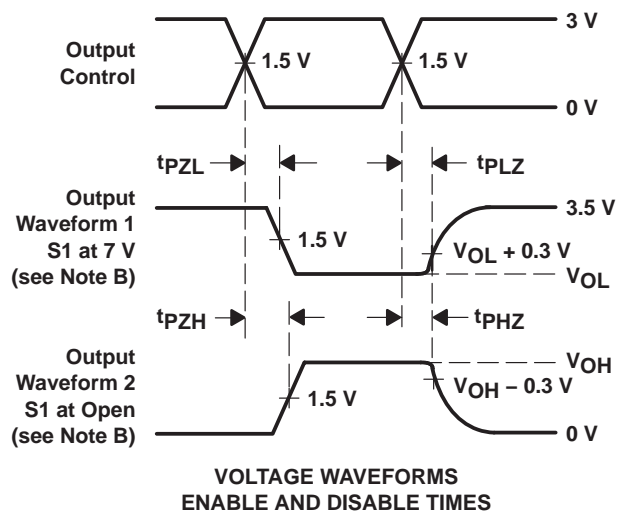 Output
Control
3 V
1.5 V
1.5 V
0 V
tPZL
tPLZ
Output
Waveform 1
S1 at 7 V
(see Note B)
3.5 V
1.5 V
VOL + 0.3 V
VOL
tPZH
tPHZ
Output
Waveform 2
S1 at Open
(see Note B)
VOH
VOH – 0.3 V
1.5 V
0 V
VOLTAGE WAVEFORMS
ENABLE AND DISABLE TIMES